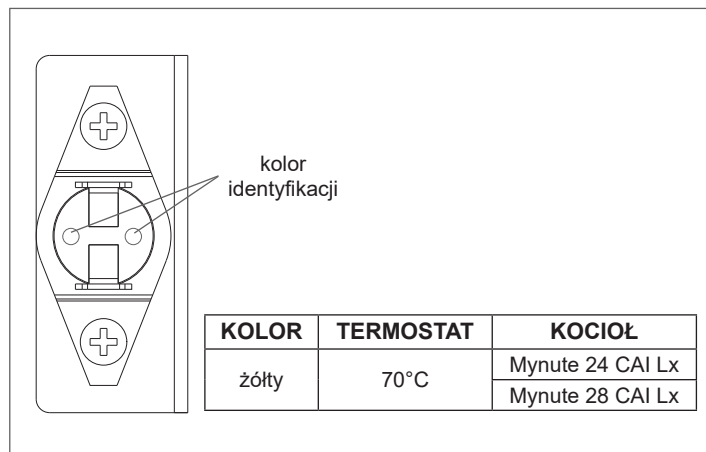 kolor
identyfikacji
KOLOR TERMOSTAT KOCIOŁ
żółty 70°C Mynute 24 CAI Lx
Mynute 28 CAI Lx